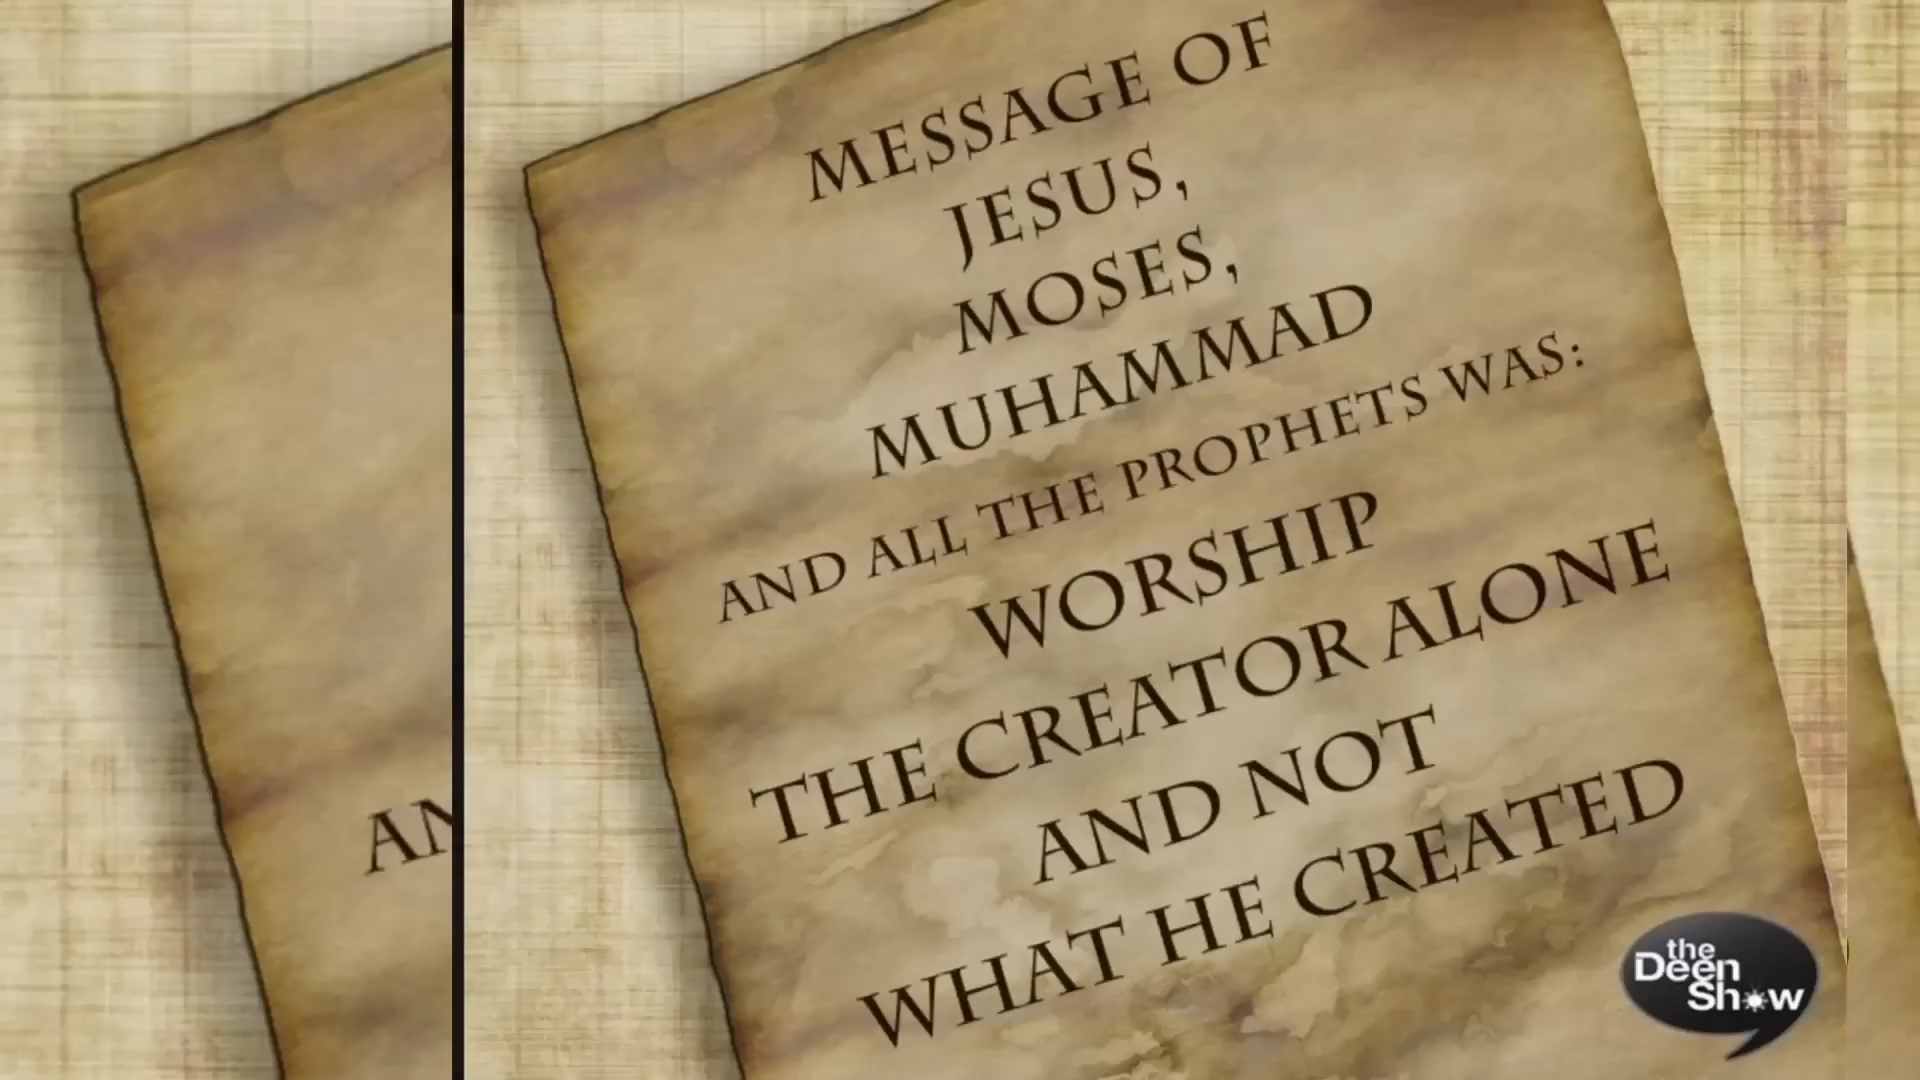 MESSAGE OF
JESUS,
MOSES,
MUHAMMAD
AND ALL THE PROPHETS WAS:
WORSHIP
THE CREATOR ALONE
AND NOT
WHAT HE CREATED
AN
the
Deen
Show